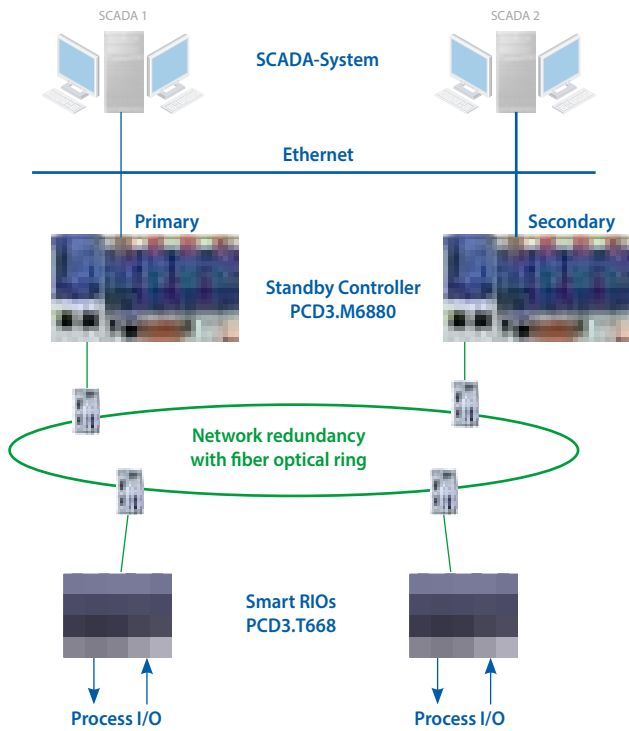 SCADA 1
SCADA 2
SCADA-System
Ethernet
Primary
Secondary
Standby Controller
PCD3.M6880
Network redundancy
with fiber optical ring
Smart RIOs
PCD3.T668
Process I/O
Process I/O